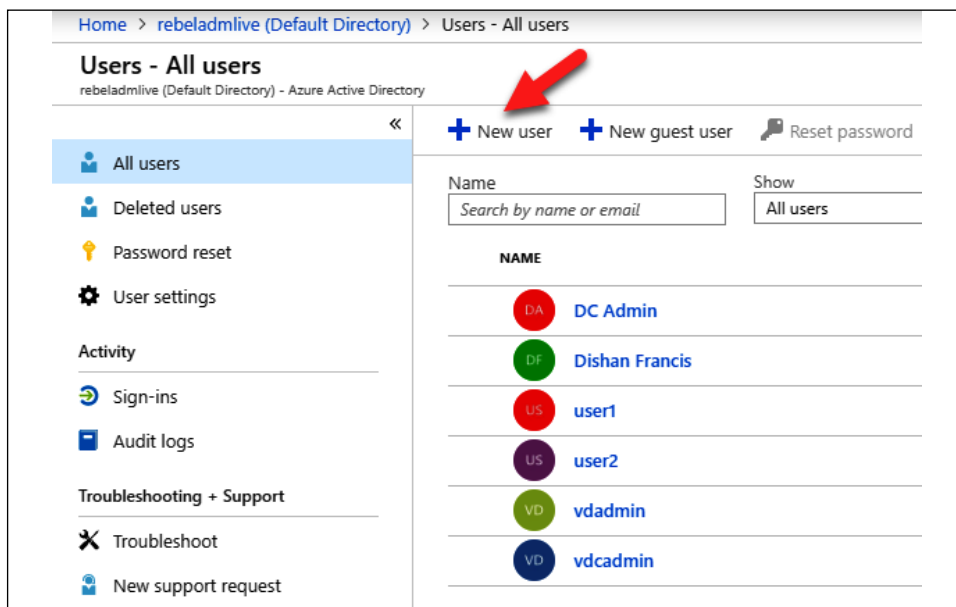 Home > rebeladmlive (Default Directory) > Users - All users
Users - All users
rebeladmlive (Default Directory) - Azure Active Directory
«
All users
Deleted users
Password reset
User settings
Activity
Sign-ins
Audit logs
Troubleshooting + Support
Troubleshoot
New support request
New user
New guest user
Reset password
Name
Search by name or email
Show
All users
NAME
DA DC Admin
DF Dishan Francis
US user1
US user2
VD vdadmin
VD vdcadmin